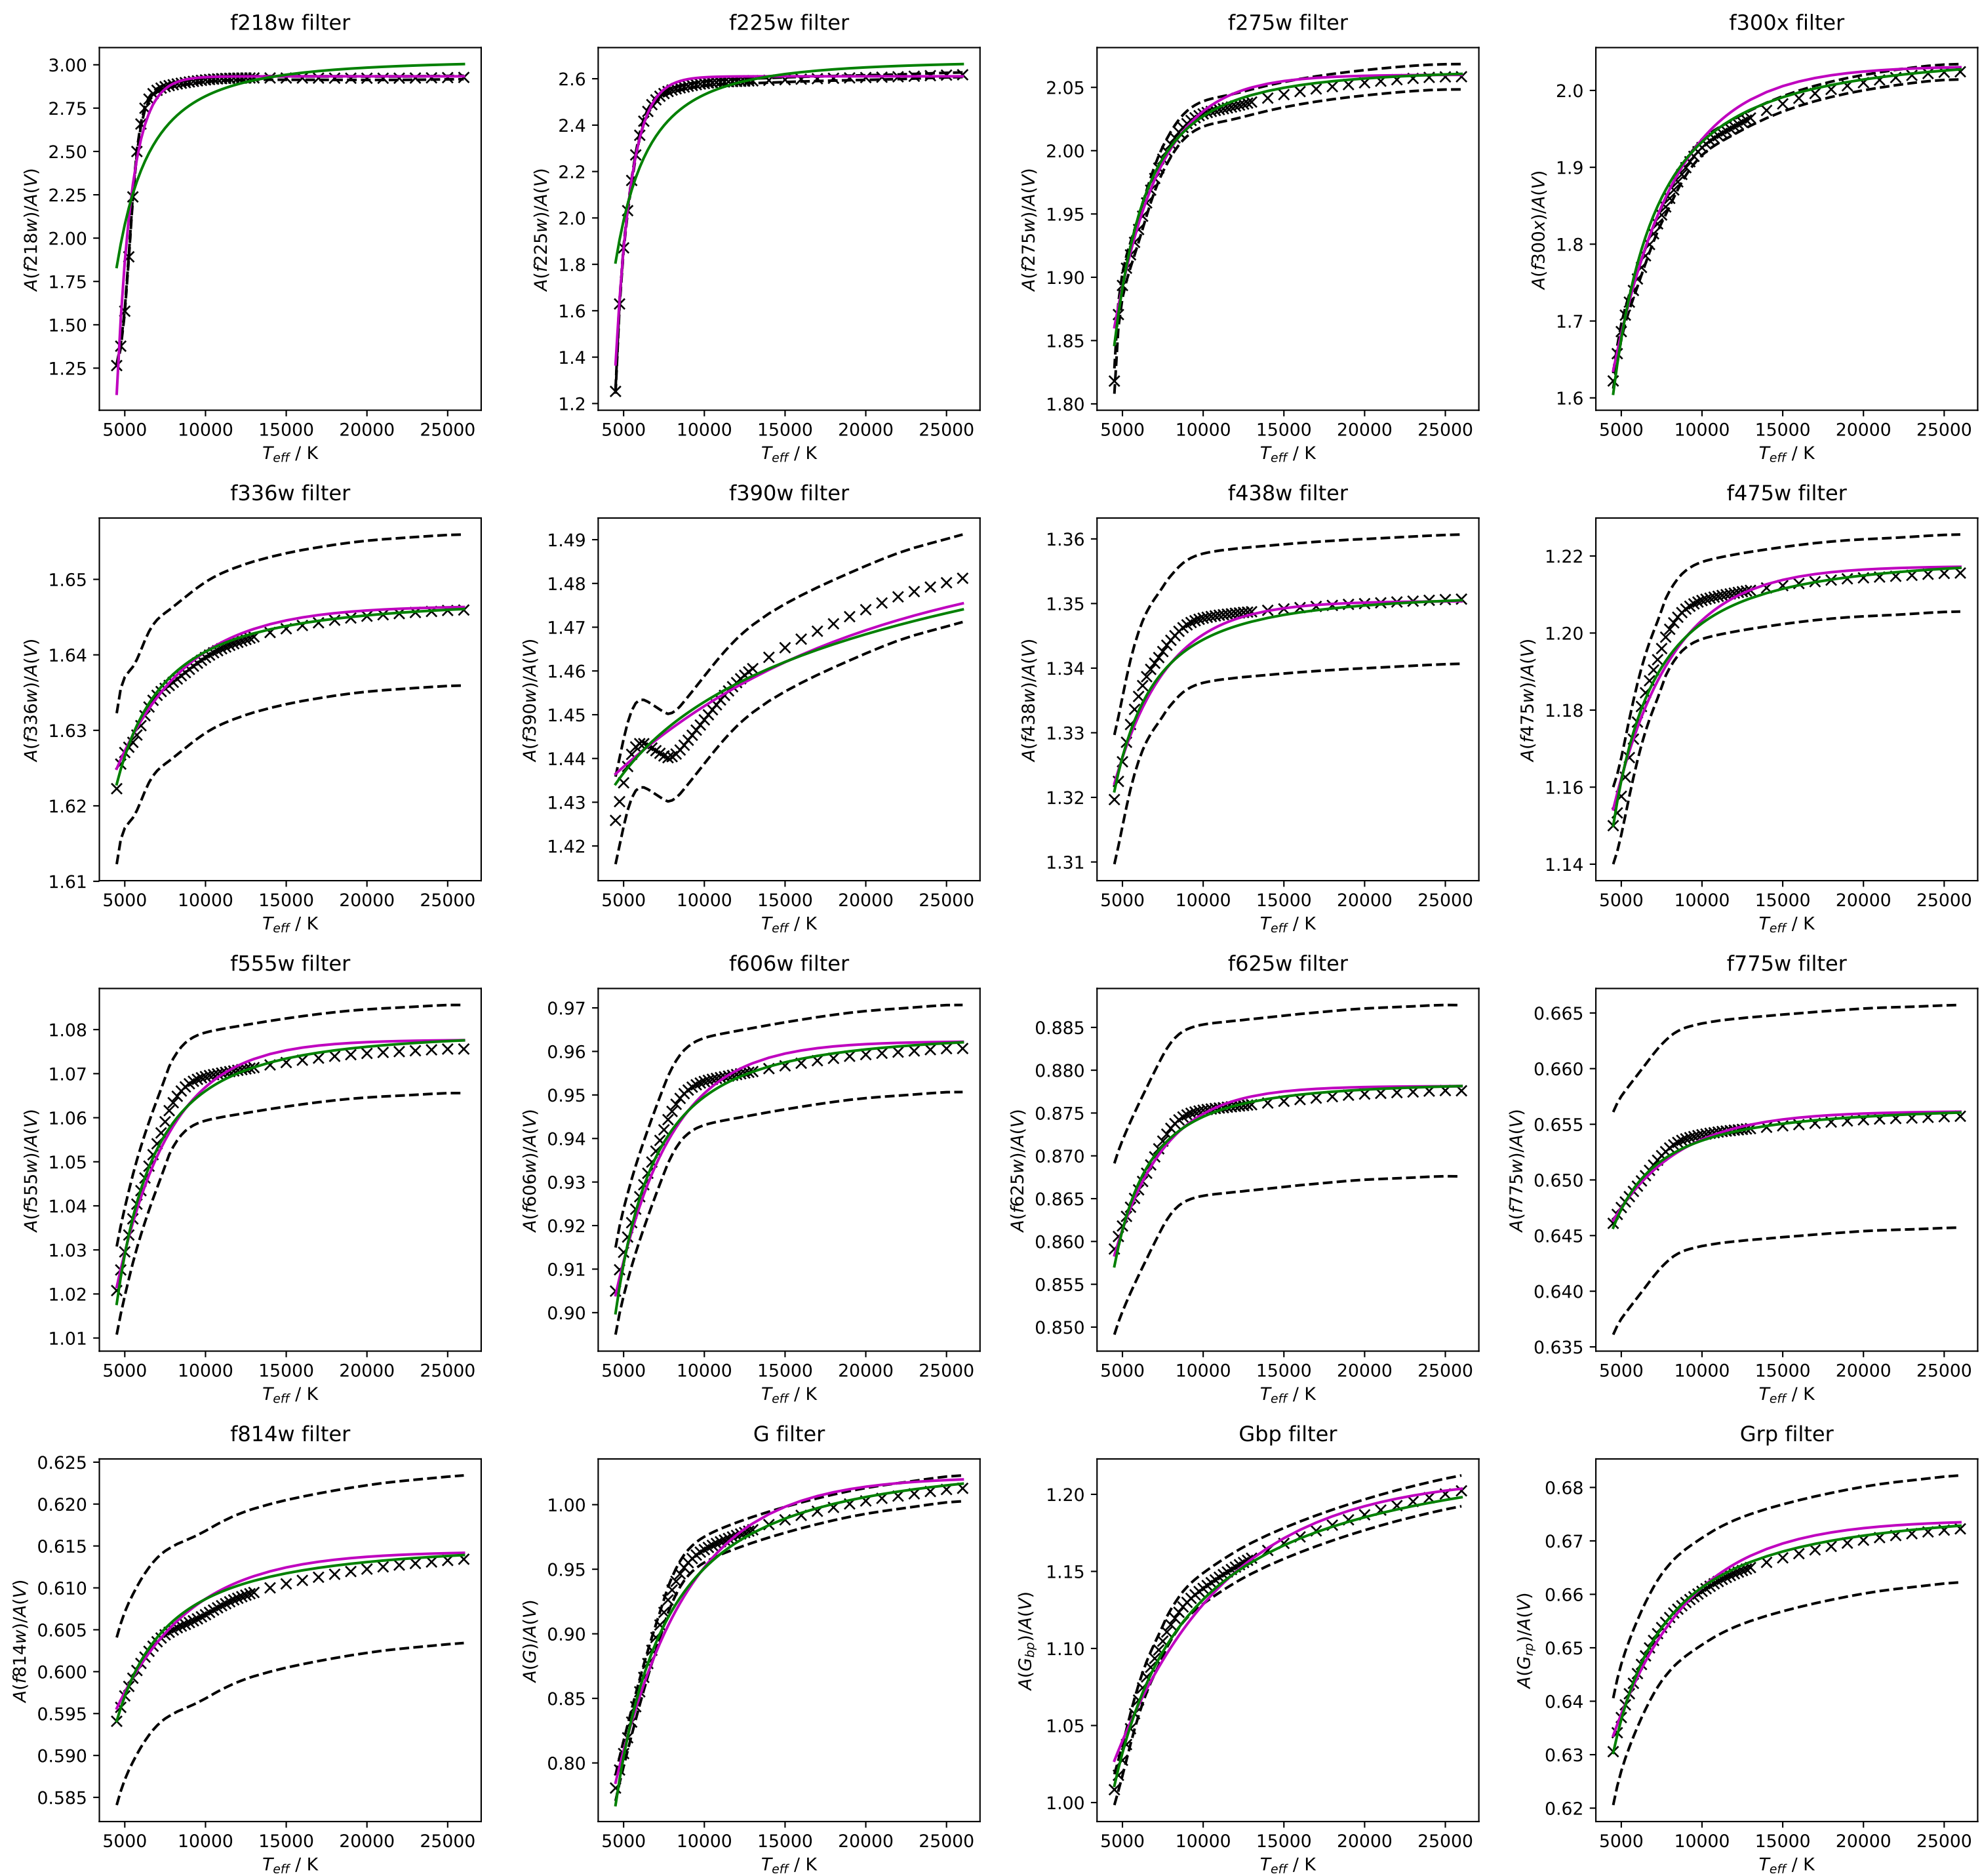 f218w filter
f225w filter
f275w filter
f300x filter
3.00
2.75
2.50
2.25
2.00
1.75
1.50
1.25
A(f218w)/A(V)
5000 10000 15000 20000 25000
T_eff / K
2.6
2.4
2.2
2.0
1.8
1.6
1.4
1.2
A(f225w)/A(V)
5000 10000 15000 20000 25000
T_eff / K
2.05
2.00
1.95
1.90
1.85
1.80
A(f275w)/A(V)
5000 10000 15000 20000 25000
T_eff / K
2.0
1.9
1.8
1.7
1.6
A(f300x)/A(V)
5000 10000 15000 20000 25000
T_eff / K
f336w filter
f390w filter
f438w filter
f475w filter
1.65
1.64
1.63
1.62
1.61
A(f336w)/A(V)
5000 10000 15000 20000 25000
T_eff / K
1.49
1.48
1.47
1.46
1.45
1.44
1.43
1.42
A(f390w)/A(V)
5000 10000 15000 20000 25000
T_eff / K
1.36
1.35
1.34
1.33
1.32
1.31
A(f438w)/A(V)
5000 10000 15000 20000 25000
T_eff / K
1.22
1.20
1.18
1.16
1.14
A(f475w)/A(V)
5000 10000 15000 20000 25000
T_eff / K
f555w filter
f606w filter
f625w filter
f775w filter
1.08
1.07
1.06
1.05
1.04
1.03
1.02
1.01
A(f555w)/A(V)
5000 10000 15000 20000 25000
T_eff / K
0.97
0.96
0.95
0.94
0.93
0.92
0.91
0.90
A(f606w)/A(V)
5000 10000 15000 20000 25000
T_eff / K
0.885
0.880
0.875
0.870
0.865
0.860
0.855
0.850
A(f625w)/A(V)
5000 10000 15000 20000 25000
T_eff / K
0.665
0.660
0.655
0.650
0.645
0.640
0.635
A(f775w)/A(V)
5000 10000 15000 20000 25000
T_eff / K
f814w filter
G filter
Gbp filter
Grp filter
0.625
0.620
0.615
0.610
0.605
0.600
0.595
0.590
0.585
A(f814w)/A(V)
5000 10000 15000 20000 25000
T_eff / K
1.00
0.95
0.90
0.85
0.80
A(G)/A(V)
5000 10000 15000 20000 25000
T_eff / K
1.20
1.15
1.10
1.05
1.00
A(G_bp)/A(V)
5000 10000 15000 20000 25000
T_eff / K
0.68
0.67
0.66
0.65
0.64
0.63
0.62
A(G_rp)/A(V)
5000 10000 15000 20000 25000
T_eff / K